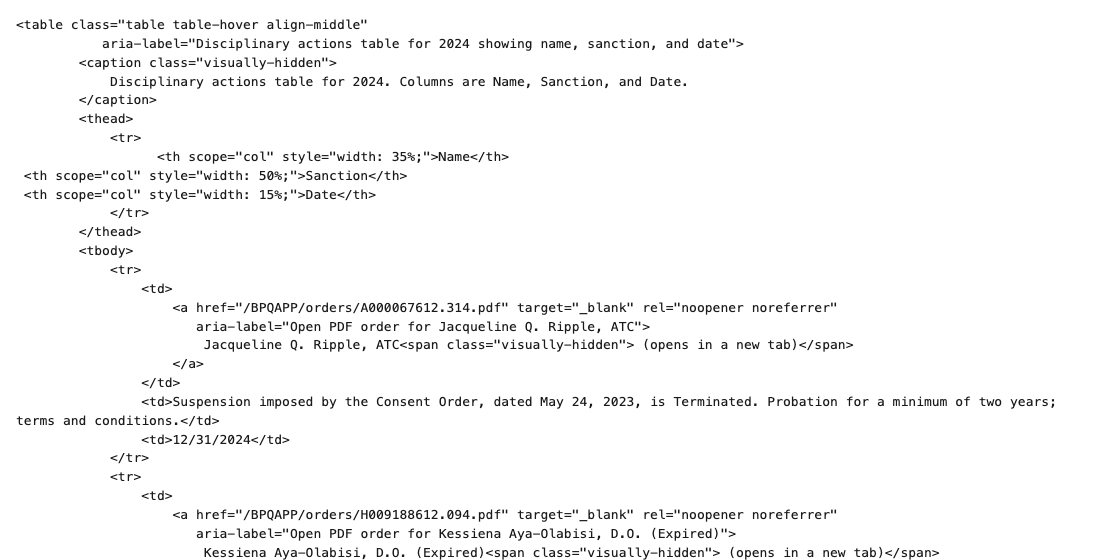 <table class="table table-hover align-middle"
aria-label="Disciplinary actions table for 2024 showing name, sanction, and date">
<caption class="visually-hidden">
Disciplinary actions table for 2024. Columns are Name, Sanction, and Date.
</caption>
<thead>
<tr>
<th scope="col" style="width: 35%;">Name</th>
<th scope="col" style="width: 50%;">Sanction</th>
<th scope="col" style="width: 15%;">Date</th>
</tr>
</thead>
<tbody>
<tr>
<td>
<a href="/BPQAPP/orders/A000067612.314.pdf" target="_blank" rel="noopener noreferrer"
aria-label="Open PDF order for Jacqueline Q. Ripple, ATC">
Jacqueline Q. Ripple, ATC<span class="visually-hidden"> (opens in a new tab)</span>
</a>
</td>
<td>Suspension imposed by the Consent Order, dated May 24, 2023, is Terminated. Probation for a minimum of two years;
terms and conditions.</td>
<td>12/31/2024</td>
</tr>
<tr>
<td>
<a href="/BPQAPP/orders/H009188612.094.pdf" target="_blank" rel="noopener noreferrer"
aria-label="Open PDF order for Kessiena Aya-Olabisi, D.O. (Expired)">
Kessiena Aya-Olabisi, D.O. (Expired)<span class="visually-hidden"> (opens in a new tab)</span>